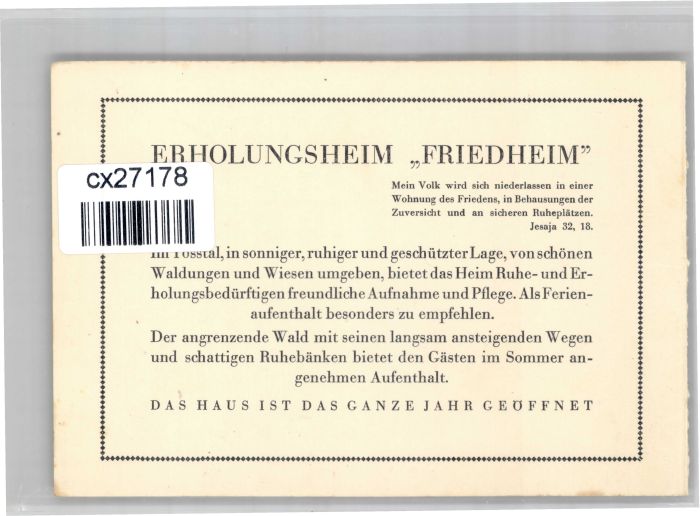 ERHOLUNGSHEIM „FRIEDHEIM”
cx27178
Mein Volk wird sich niederlassen in einer
Wohnung des Friedens, in Behausungen der
Zuversicht und an sicheren Ruheplätzen.
Jesaja 32, 18.
Im Tösstal, in sonniger, ruhiger und geschützter Lage, von schönen
Waldungen und Wiesen umgeben, bietet das Heim Ruhe- und Er-
holungsbedürftigen freundliche Aufnahme und Pflege. Als Ferien-
aufenthalt besonders zu empfehlen.
Der angrenzende Wald mit seinen langsam ansteigenden Wegen
und schattigen Ruhebänken bietet den Gästen im Sommer an-
genehmen Aufenthalt.
DAS HAUS IST DAS GANZE JAHR GEÖFFNET